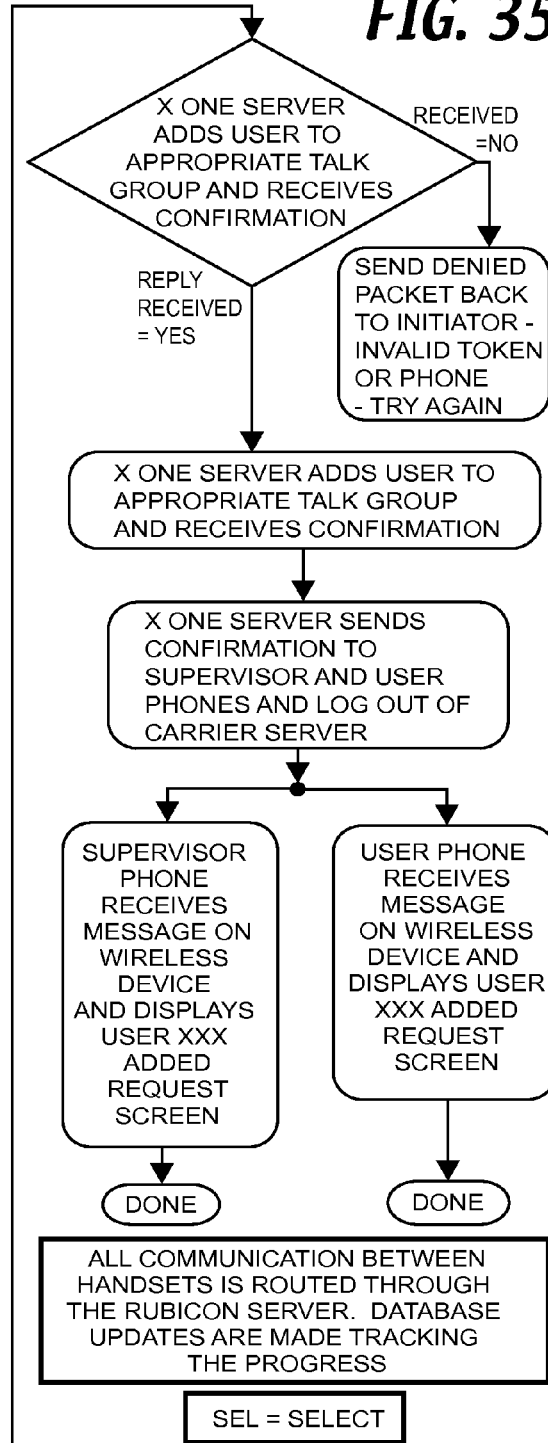 FIG. 35
X ONE SERVER
ADDS USER TO
APPROPRIATE TALK
GROUP AND RECEIVES
CONFIRMATION
RECEIVED
=NO
SEND DENIED
PACKET BACK
TO INITIATOR -
INVALID TOKEN
OR PHONE
- TRY AGAIN
REPLY
RECEIVED
= YES
X ONE SERVER ADDS USER TO
APPROPRIATE TALK GROUP
AND RECEIVES CONFIRMATION
X ONE SERVER SENDS
CONFIRMATION TO
SUPERVISOR AND USER
PHONES AND LOG OUT OF
CARRIER SERVER
SUPERVISOR
PHONE
RECEIVES
MESSAGE ON
WIRELESS
DEVICE
AND DISPLAYS
USER XXX
ADDED
REQUEST
SCREEN
DONE
USER PHONE
RECEIVES
MESSAGE
ON WIRELESS
DEVICE AND
DISPLAYS USER
XXX ADDED
REQUEST
SCREEN
DONE
ALL COMMUNICATION BETWEEN
HANDSETS IS ROUTED THROUGH
THE RUBICON SERVER. DATABASE
UPDATES ARE MADE TRACKING
THE PROGRESS
SEL = SELECT